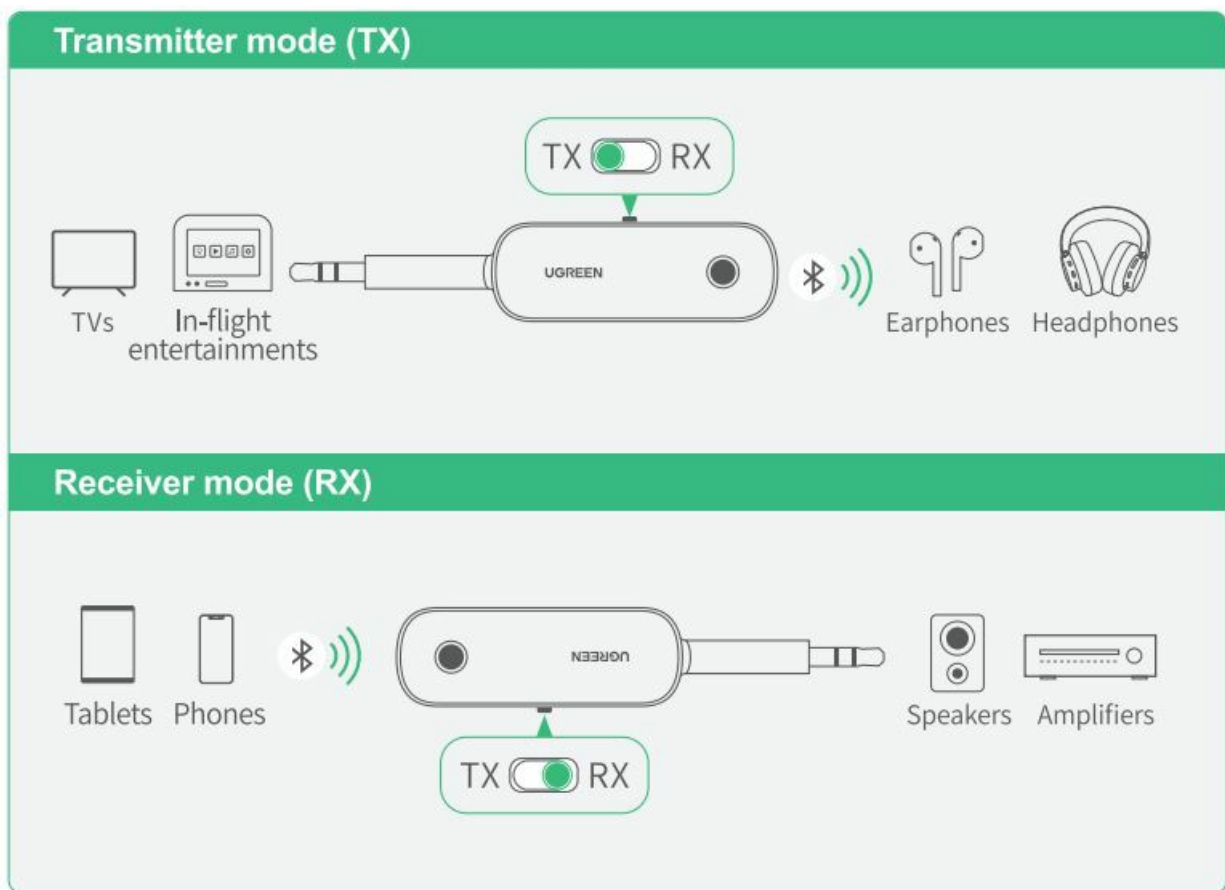 Transmitter mode (TX)
TX RX
UGREEN
TVs
In-flight
entertainments
Earphones
Headphones
Receiver mode (RX)
UGREEN
Tablets
Phones
Speakers
Amplifiers
TX RX